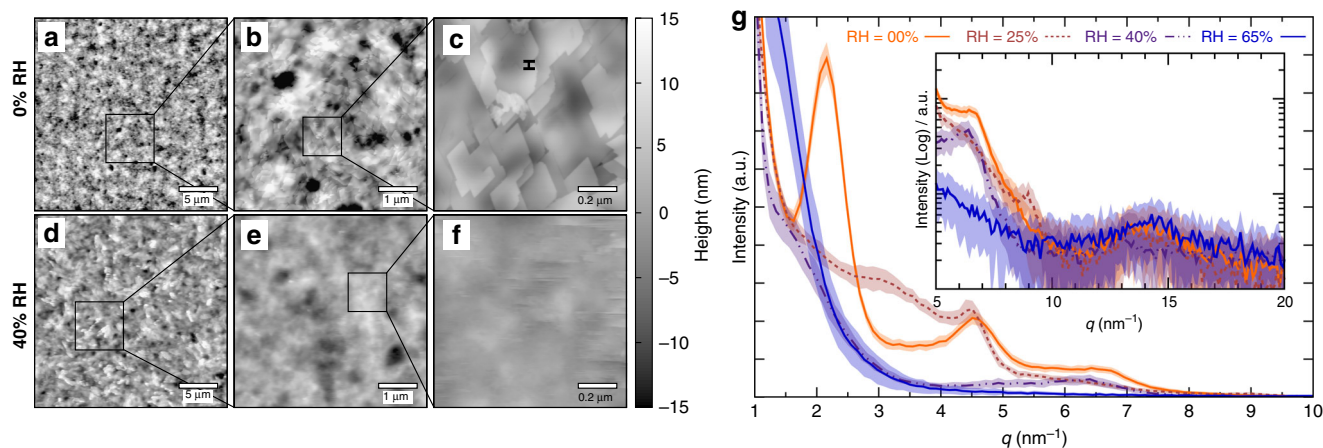 0% RH
40% RH
a
b
c
H
5 μm
1 μm
0.2 μm
d
e
f
5 μm
1 μm
0.2 μm
15
10
5
0
−5
−10
−15
Height (nm)
g
RH = 00%
RH = 25%
RH = 40%
RH = 65%
Intensity (a.u.)
1 2 3 4 5 6 7 8 9 10
q (nm⁻¹)
Intensity (Log) / a.u.
5 10 15 20
q (nm⁻¹)